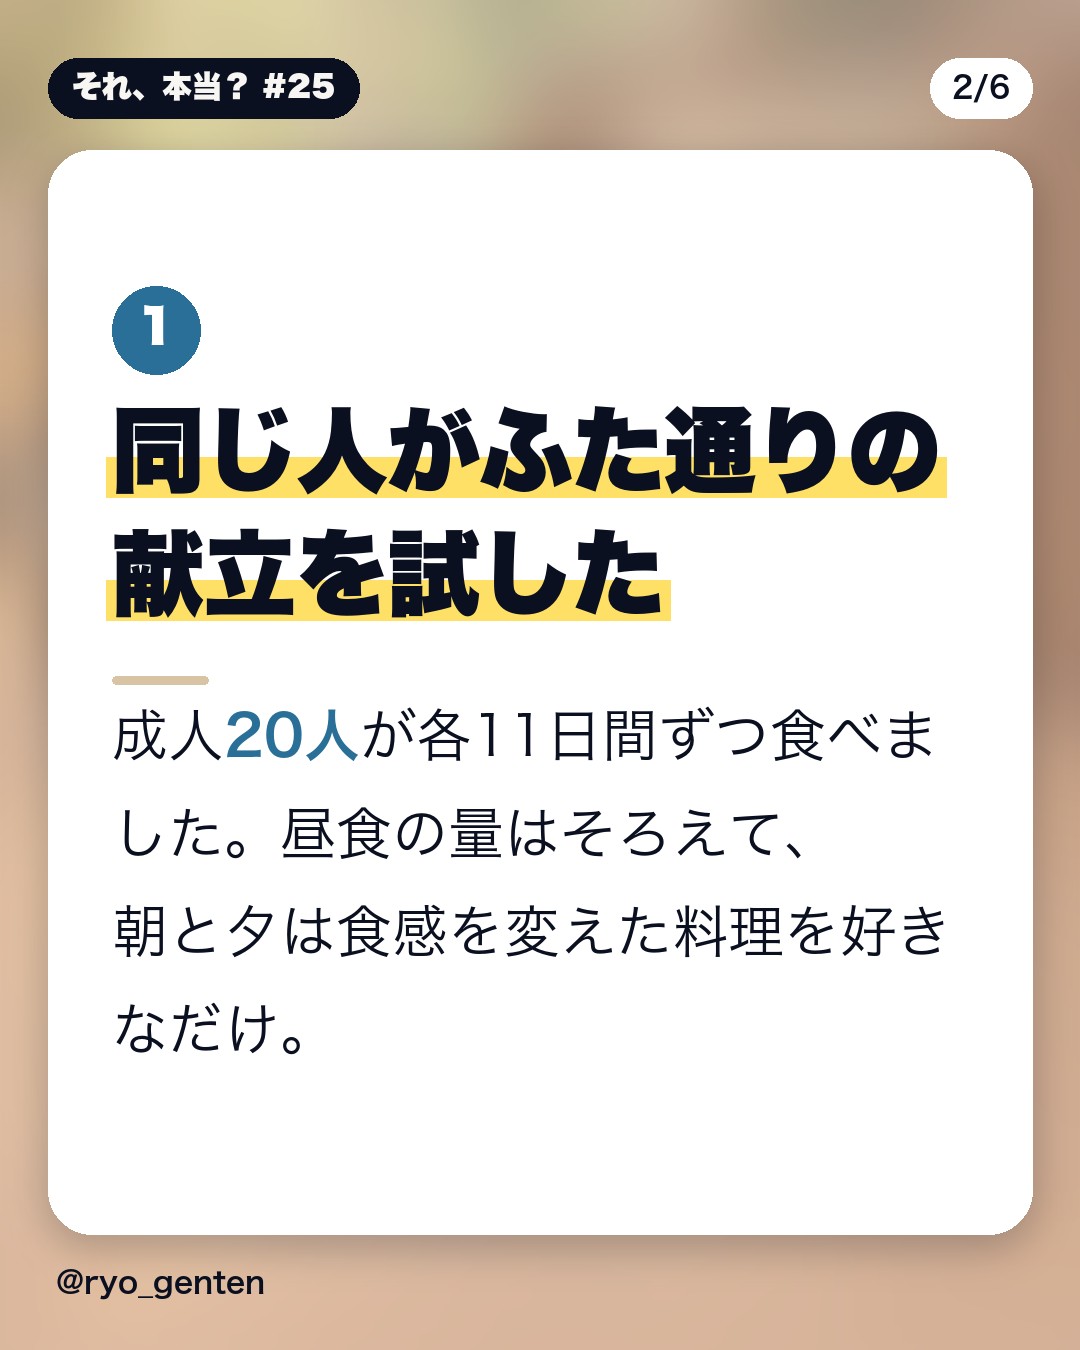 それ、本当？ #25
2/6
1
同じ人がふた通りの
献立を試した
成人20人が各11日間ずつ食べま
した。昼食の量はそろえて、
朝と夕は食感を変えた料理を好き
なだけ。
@ryo_genten